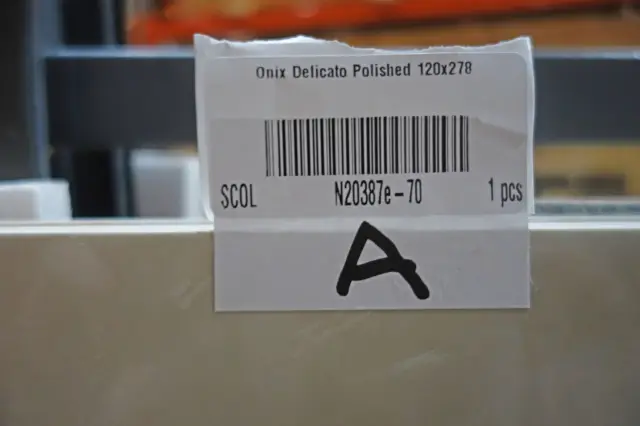 Onix Delicato Polished 120x278
SCOL N20387e-70 1 pcs
A